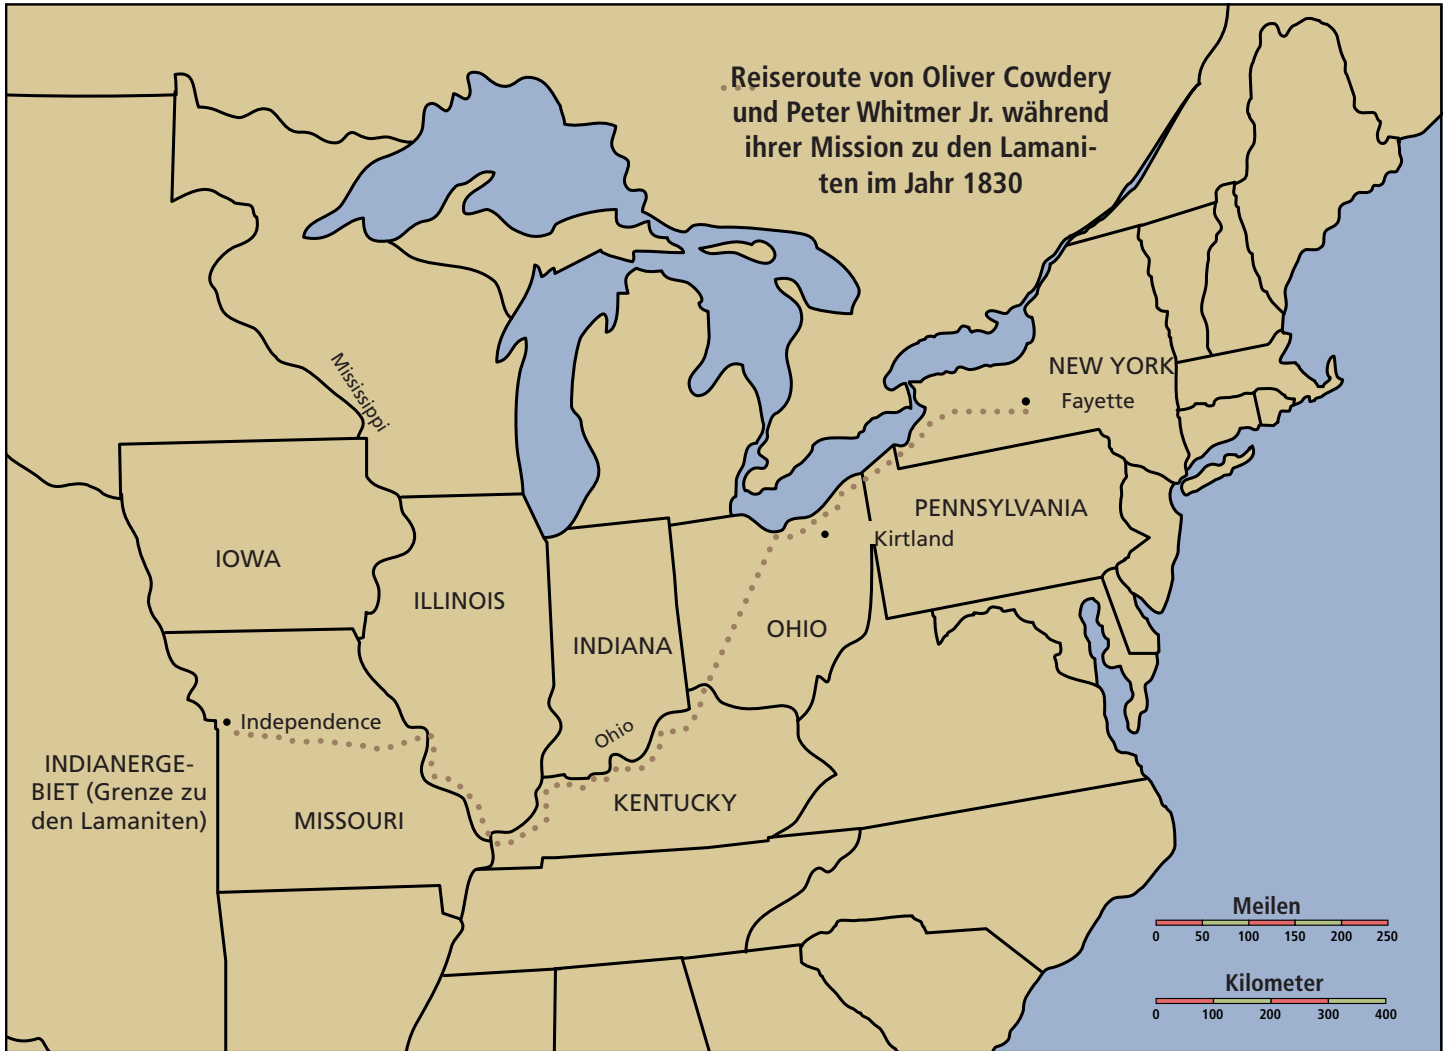 Reiseroute von Oliver Cowdery
und Peter Whitmer Jr. während
ihrer Mission zu den Lamani-
ten im Jahr 1830
Mississippi
NEW YORK
Fayette
PENNSYLVANIA
Kirtland
IOWA
ILLINOIS
INDIANA
OHIO
Independence
Ohio
INDIANERGE-
BIET (Grenze zu
den Lamaniten)
MISSOURI
KENTUCKY
Meilen
0 50 100 150 200 250
Kilometer
0 100 200 300 400